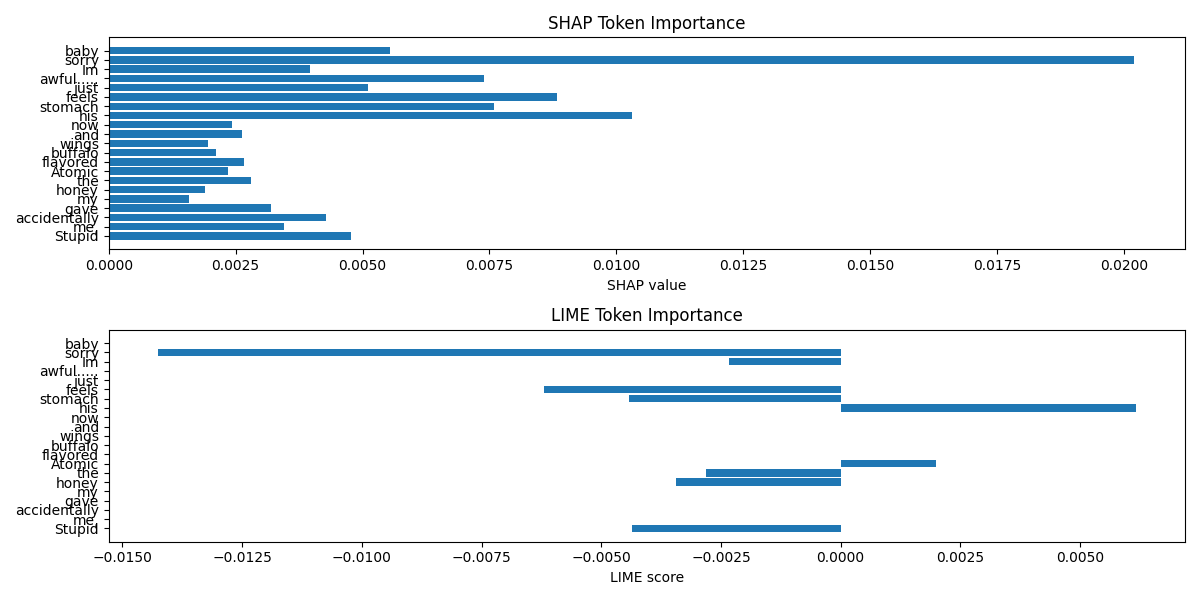 SHAP Token Importance
baby
sorry
Im
awful.....
just
feels
stomach
his
now
and
wings
buffalo
flavored
Atomic
the
honey
my
gave
accidentally
me,
Stupid
0.0000 0.0025 0.0050 0.0075 0.0100 0.0125 0.0150 0.0175 0.0200
SHAP value
LIME Token Importance
baby
sorry
Im
awful.....
just
feels
stomach
his
now
and
wings
buffalo
flavored
Atomic
the
honey
my
gave
accidentally
me,
Stupid
−0.0150 −0.0125 −0.0100 −0.0075 −0.0050 −0.0025 0.0000 0.0025 0.0050
LIME score